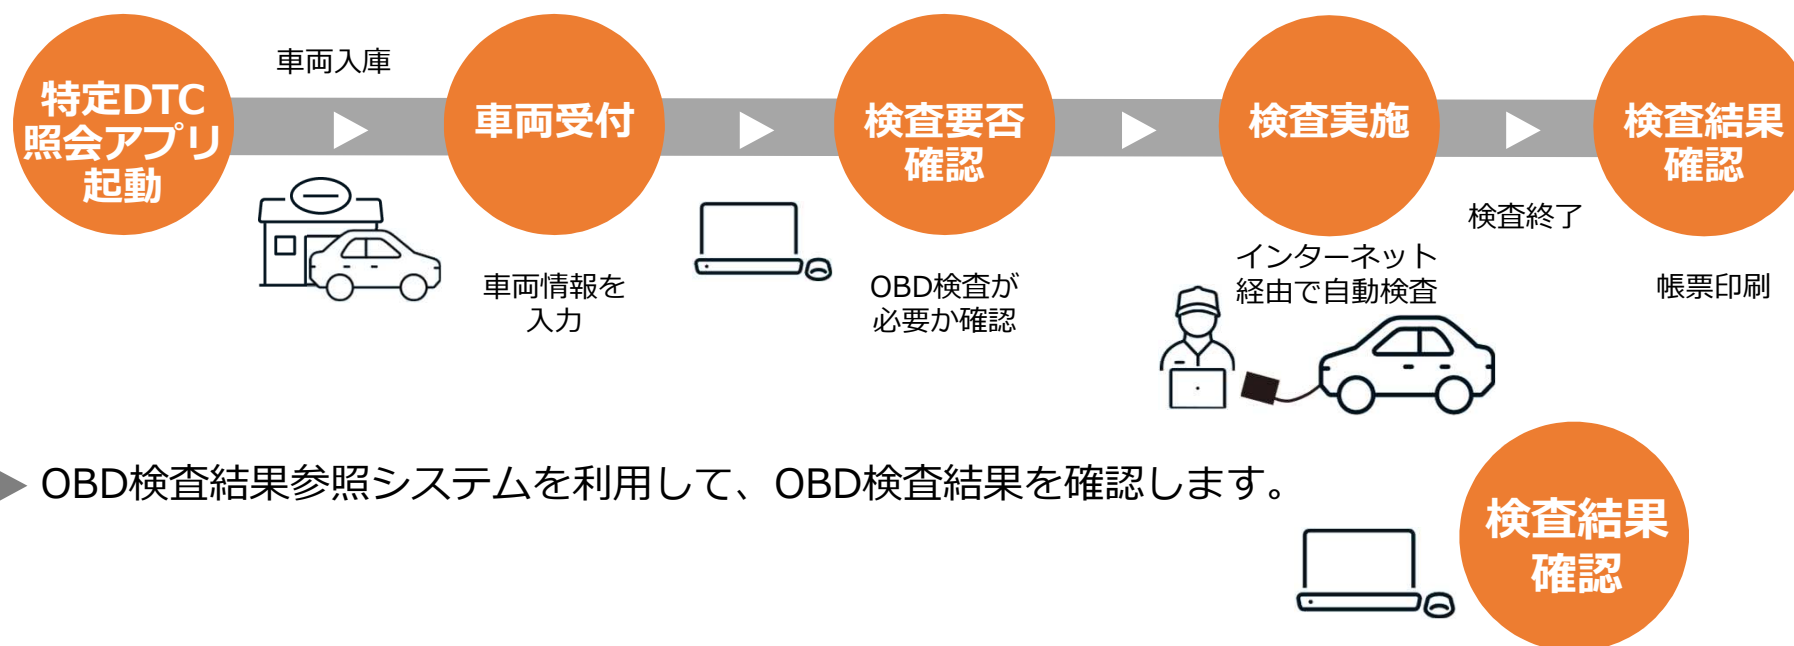 特定DTC
照会アプリ
起動
車両入庫
車両受付
車両情報を
入力
検査要否
確認
OBD検査が
必要か確認
検査実施
インターネット
経由で自動検査
検査終了
検査結果
確認
帳票印刷
OBD検査結果参照システムを利用して、OBD検査結果を確認します。
検査結果
確認